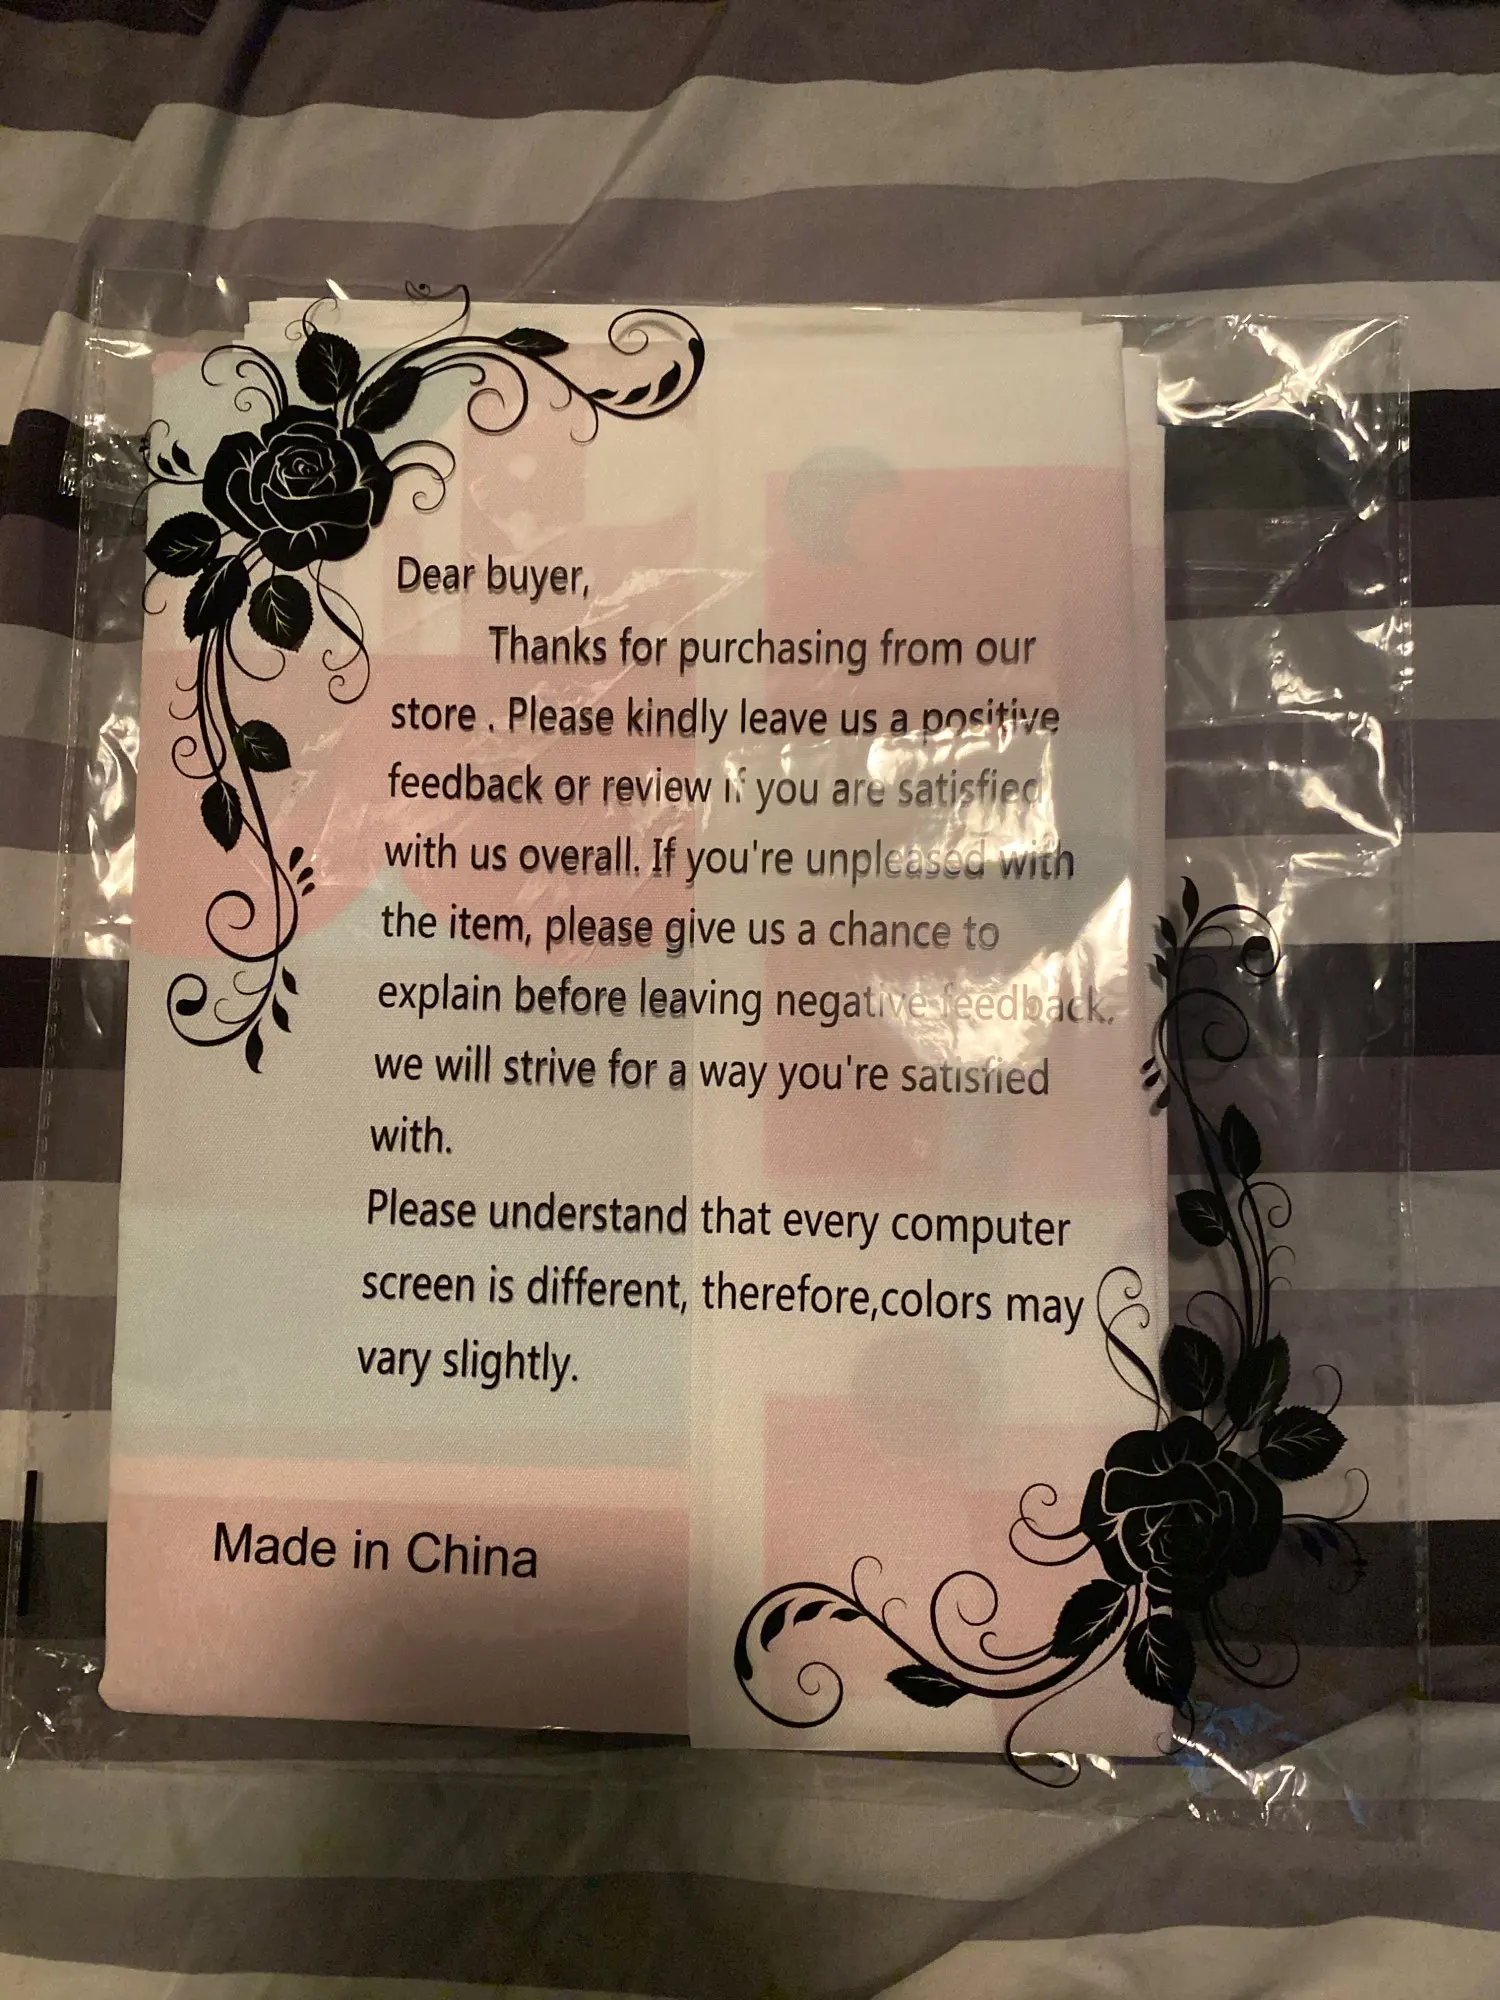 Dear buyer,
Thanks for purchasing from our
store . Please kindly leave us a positive
feedback or review if you are satisfied
with us overall. If you're unpleased with
the item, please give us a chance to
explain before leaving negative feedback.
we will strive for a way you're satisfied
with.
Please understand that every computer
screen is different, therefore,colors may
vary slightly.
Made in China